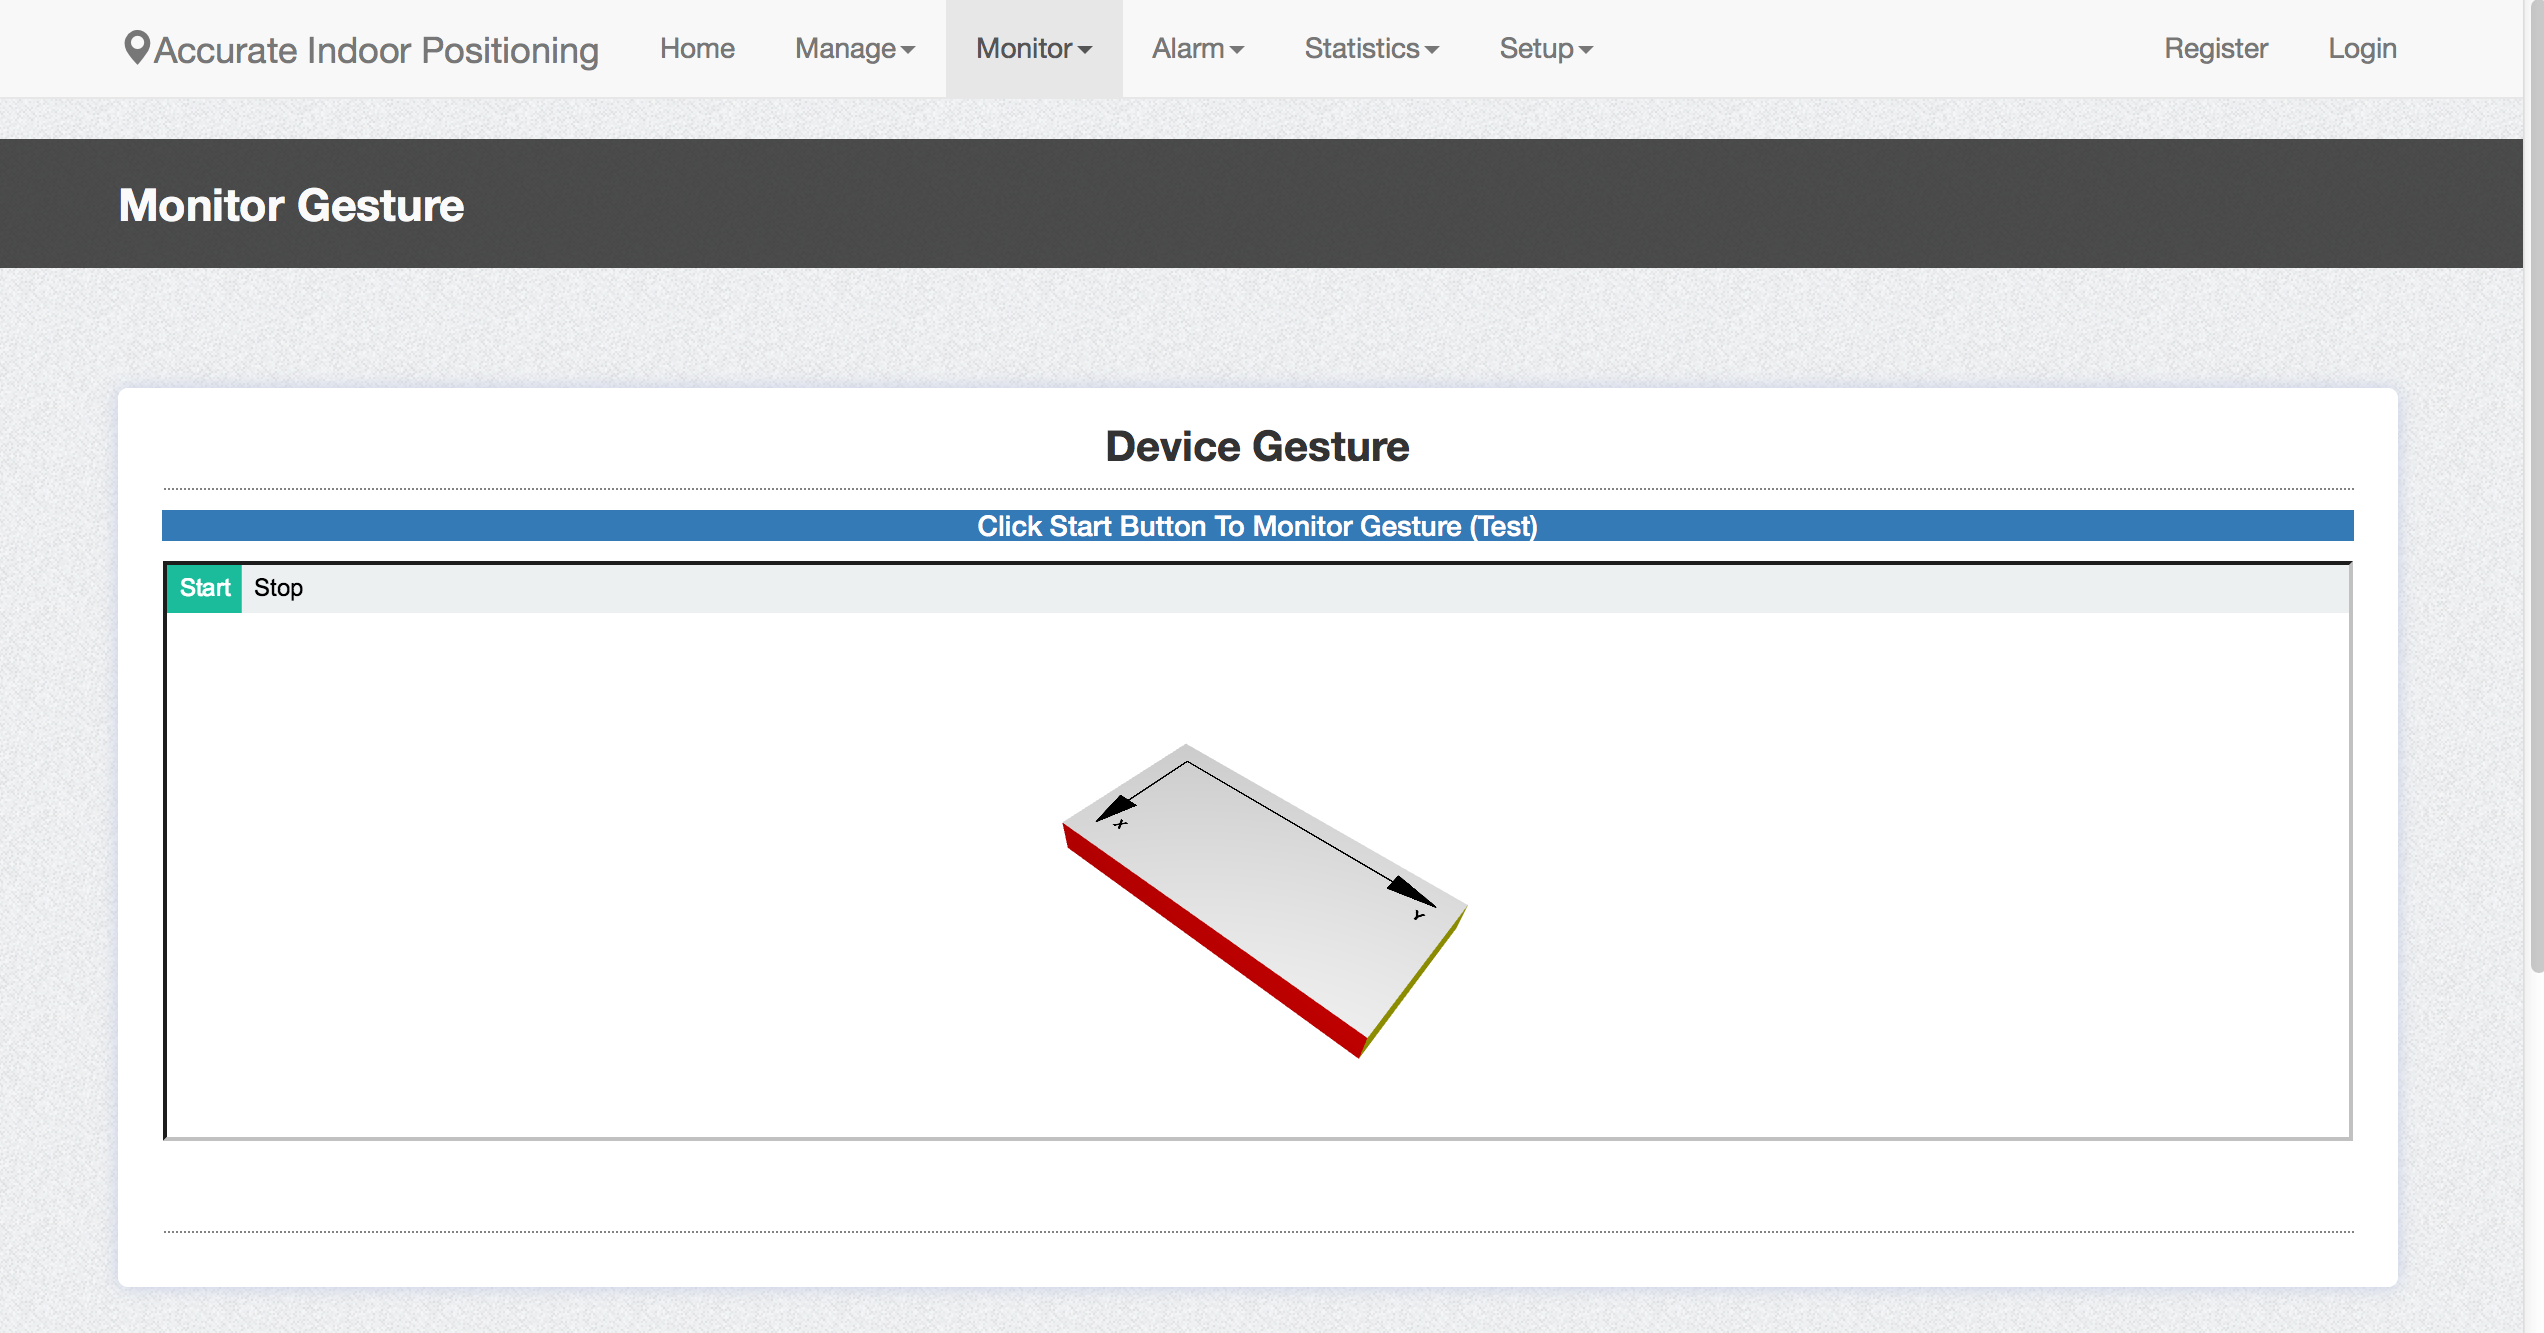 Accurate Indoor Positioning Home Manage Monitor Alarm Statistics Setup Register Login
Monitor Gesture
Device Gesture
Click Start Button To Monitor Gesture (Test)
Start Stop
X
Y